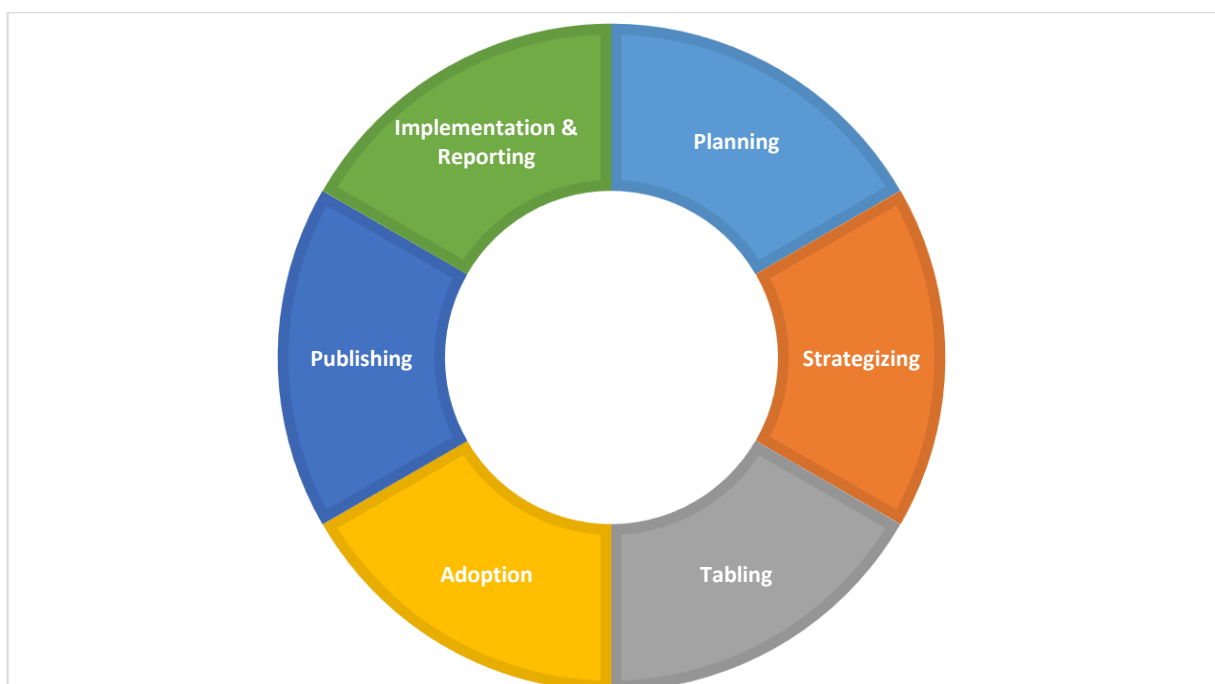 Implementation &
Reporting
Planning
Publishing
Strategizing
Adoption
Tabling